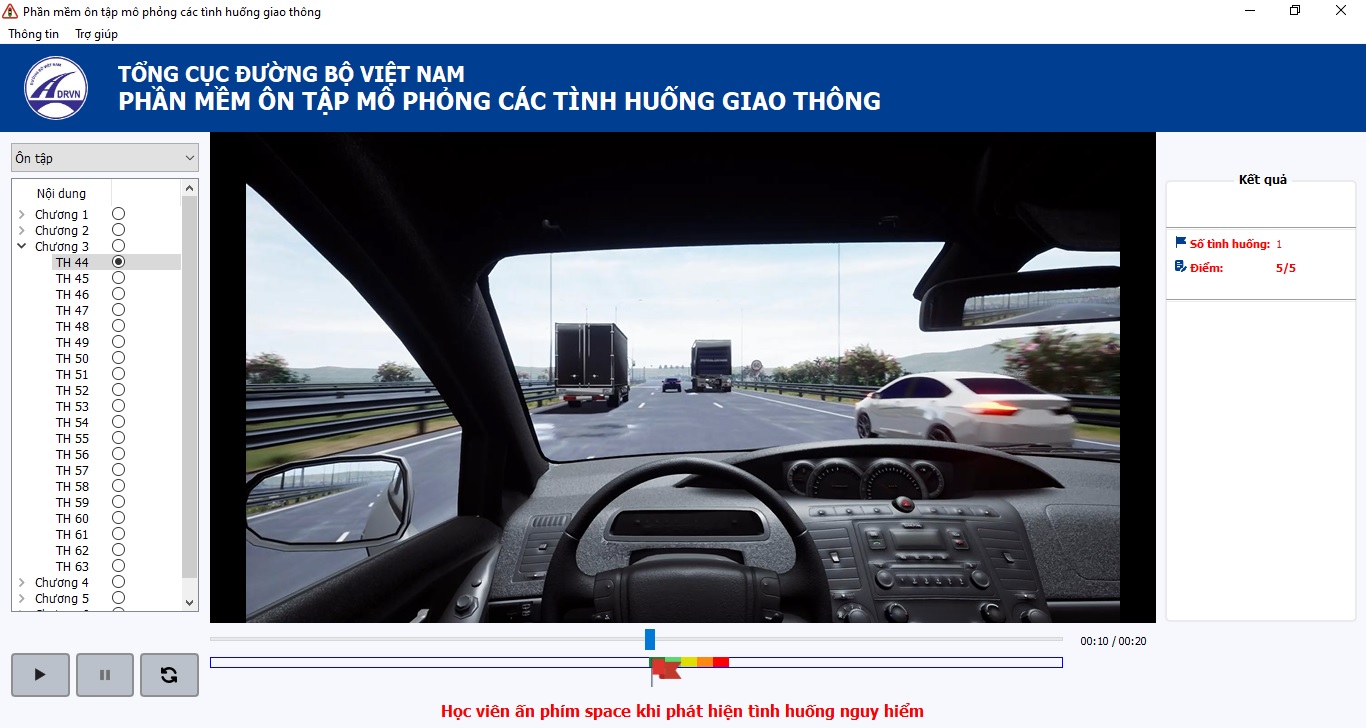 Phần mềm ôn tập mô phỏng các tình huống giao thông
Thông tin Trợ giúp
ĐƯỜNG BỘ VIỆT NAM
DRVN
TỔNG CỤC ĐƯỜNG BỘ VIỆT NAM
PHẦN MỀM ÔN TẬP MÔ PHỎNG CÁC TÌNH HUỐNG GIAO THÔNG
Ôn tập
Nội dung
Chương 1
Chương 2
Chương 3
TH 44
TH 45
TH 46
TH 47
TH 48
TH 49
TH 50
TH 51
TH 52
TH 53
TH 54
TH 55
TH 56
TH 57
TH 58
TH 59
TH 60
TH 61
TH 62
TH 63
Chương 4
Chương 5
Kết quả
Số tình huống: 1
Điểm: 5/5
00:10 / 00:20
Học viên ấn phím space khi phát hiện tình huống nguy hiểm